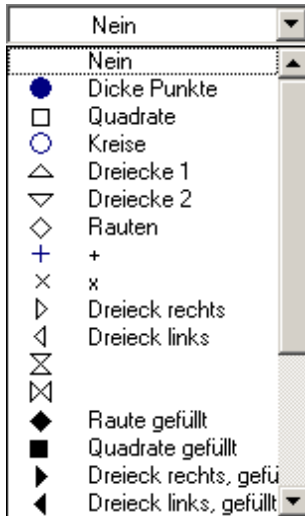 Nein
Nein
Dicke Punkte
Quadrate
Kreise
Dreiecke 1
Dreiecke 2
Rauten
+
x
Dreieck rechts
Dreieck links
Raute gefüllt
Quadrate gefüllt
Dreieck rechts, gefü
Dreieck links, gefüllt